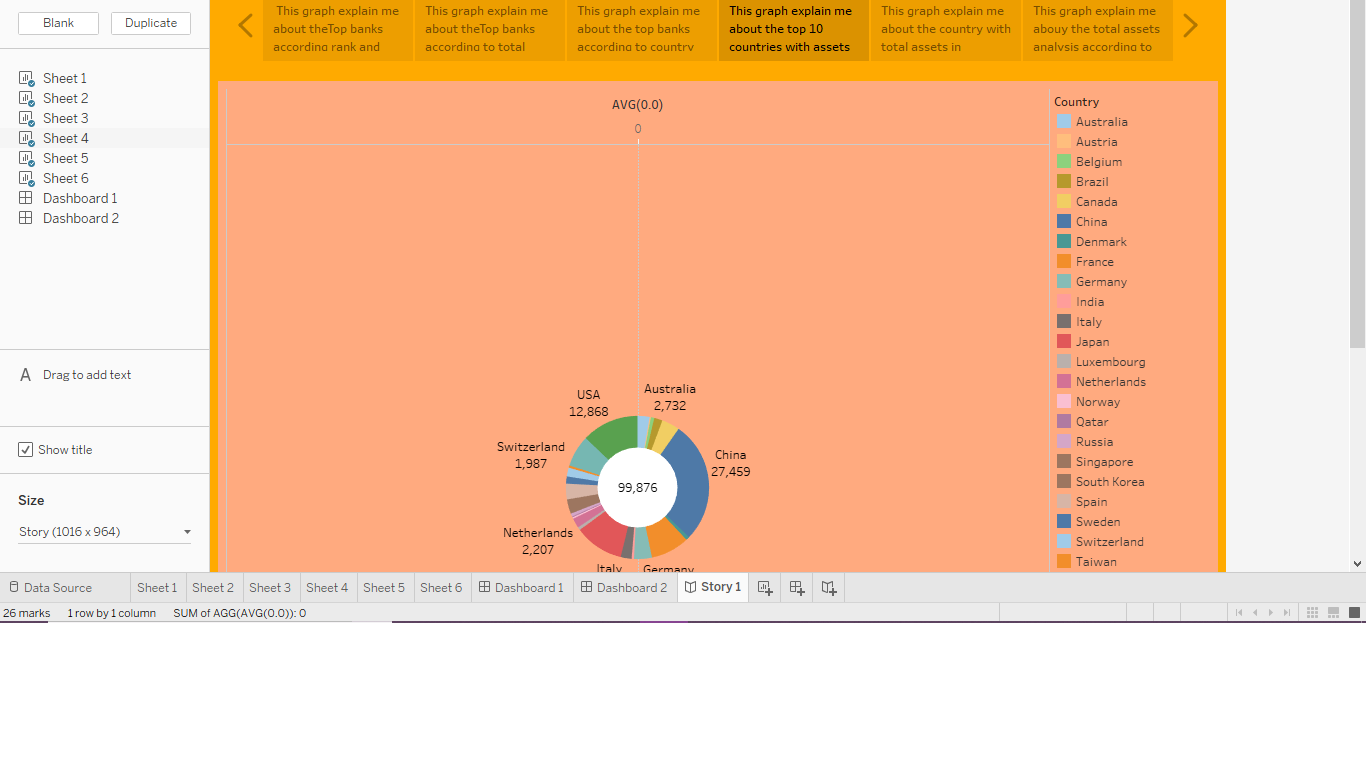 Blank
Duplicate
Sheet 1
Sheet 2
Sheet 3
Sheet 4
Sheet 5
Sheet 6
Dashboard 1
Dashboard 2
A Drag to add text
Show title
Size
Story (1016 x 964)
This graph explain me
about theTop banks
according rank and
This graph explain me
about theTop banks
according to total
This graph explain me
about the top banks
according to country
This graph explain me
about the top 10
countries with assets
This graph explain me
about the country with
total assets in
This graph explain me
abouy the total assets
analysis according to
AVG(0.0)
0
USA
12,868
Australia
2,732
Switzerland
1,987
China
27,459
99,876
Netherlands
2,207
Italy
Germany
Country
Australia
Austria
Belgium
Brazil
Canada
China
Denmark
France
Germany
India
Italy
Japan
Luxembourg
Netherlands
Norway
Qatar
Russia
Singapore
South Korea
Spain
Sweden
Switzerland
Taiwan
Data Source
Sheet 1
Sheet 2
Sheet 3
Sheet 4
Sheet 5
Sheet 6
Dashboard 1
Dashboard 2
Story 1
26 marks
1 row by 1 column
SUM of AGG(AVG(0.0)): 0